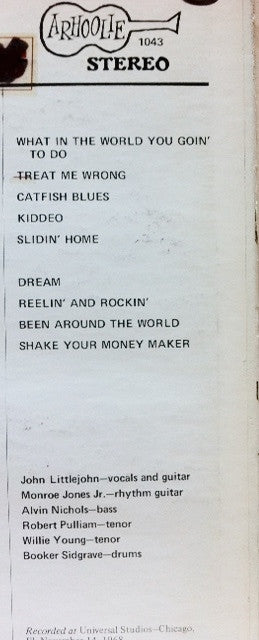 ARHOOLIE
1043
STEREO
WHAT IN THE WORLD YOU GOIN'
TO DO
TREAT ME WRONG
CATFISH BLUES
KIDDEO
SLIDIN' HOME
DREAM
REELIN' AND ROCKIN'
BEEN AROUND THE WORLD
SHAKE YOUR MONEY MAKER
John Littlejohn—vocals and guitar
Monroe Jones Jr.—rhythm guitar
Alvin Nichols—bass
Robert Pulliam—tenor
Willie Young—tenor
Booker Sidgrave—drums
Recorded at Universal Studios—Chicago,